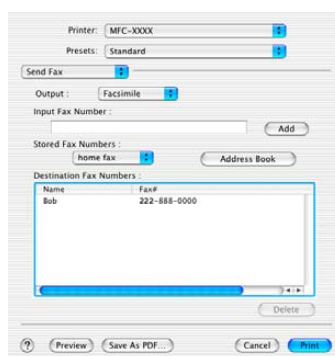 Printer: MFC-XXXX
Presets: Standard
Send Fax
Output : Facsimile
Input Fax Number :
Add
Stored Fax Numbers :
home fax Address Book
Destination Fax Numbers :
Name Fax#
Bob 222-888-0000
Delete
? Preview Save As PDF... Cancel Print